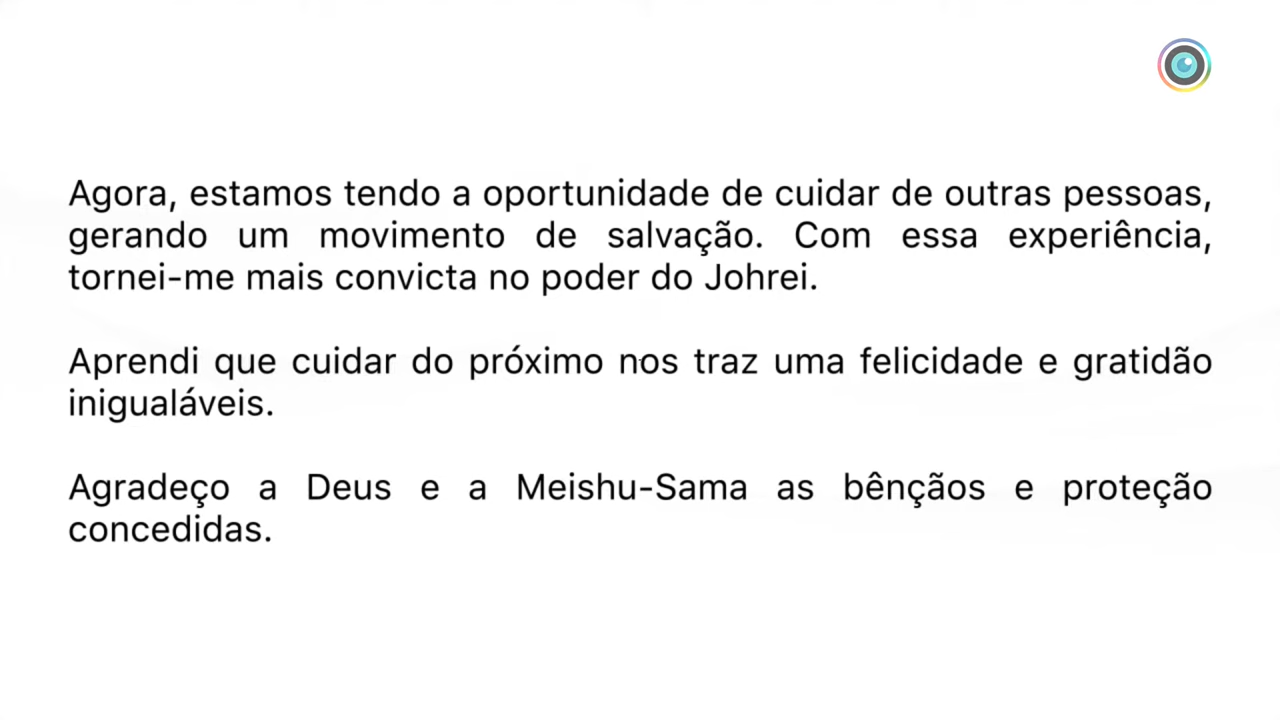 Agora, estamos tendo a oportunidade de cuidar de outras pessoas,
gerando um movimento de salvação. Com essa experiência,
tornei-me mais convicta no poder do Johrei.
Aprendi que cuidar do próximo nos traz uma felicidade e gratidão
inigualáveis.
Agradeço a Deus e a Meishu-Sama as bênçãos e proteção
concedidas.